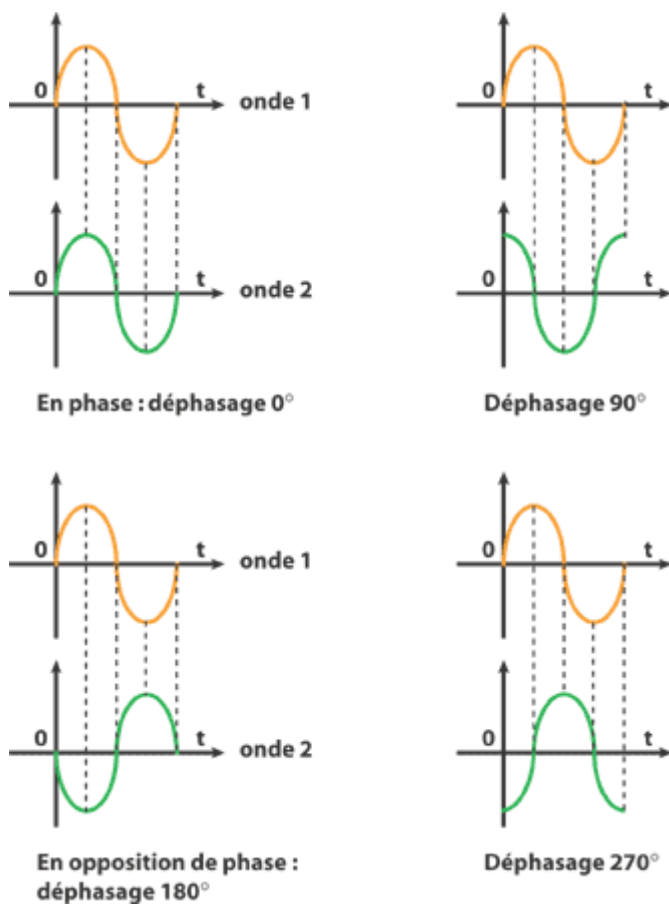 0 t onde 1
0 t
0 t onde 2
0 t
En phase : déphasage 0°
Déphasage 90°
0 t onde 1
0 t
0 t onde 2
0 t
En opposition de phase :
déphasage 180°
Déphasage 270°